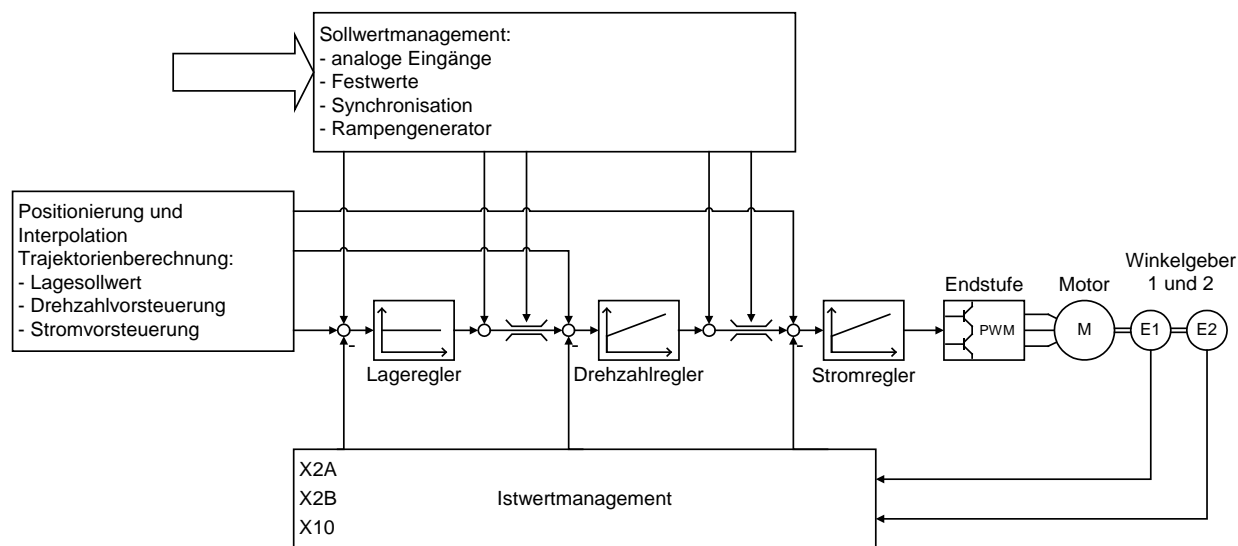 Sollwertmanagement:
- analoge Eingänge
- Festwerte
- Synchronisation
- Rampengenerator
Positionierung und
Interpolation
Trajektorienberechnung:
- Lagesollwert
- Drehzahlvorsteuerung
- Stromvorsteuerung
Winkelgeber
1 und 2
Endstufe
Motor
PWM
M
E1
E2
-
-
-
Lageregler
Drehzahlregler
Stromregler
X2A
X2B
X10
Istwertmanagement